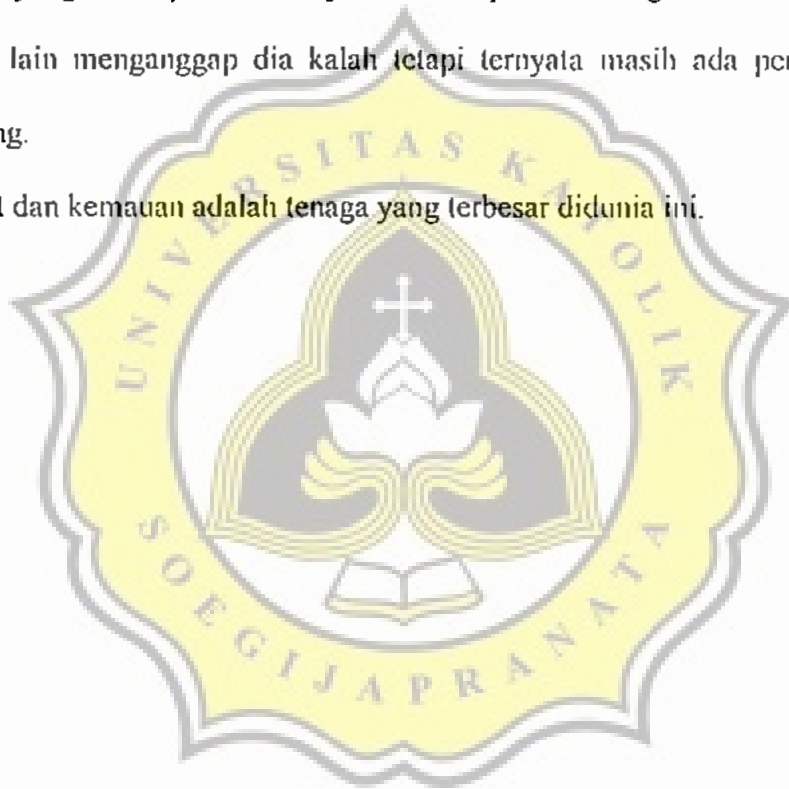 lain menganggap dia kalah tetapi ternyata masih ada
ng.
dan kemauan adalah tenaga yang terbesar didunia ini.
UNIVERSITAS KATOLIK
SOEGIJAPRANATA